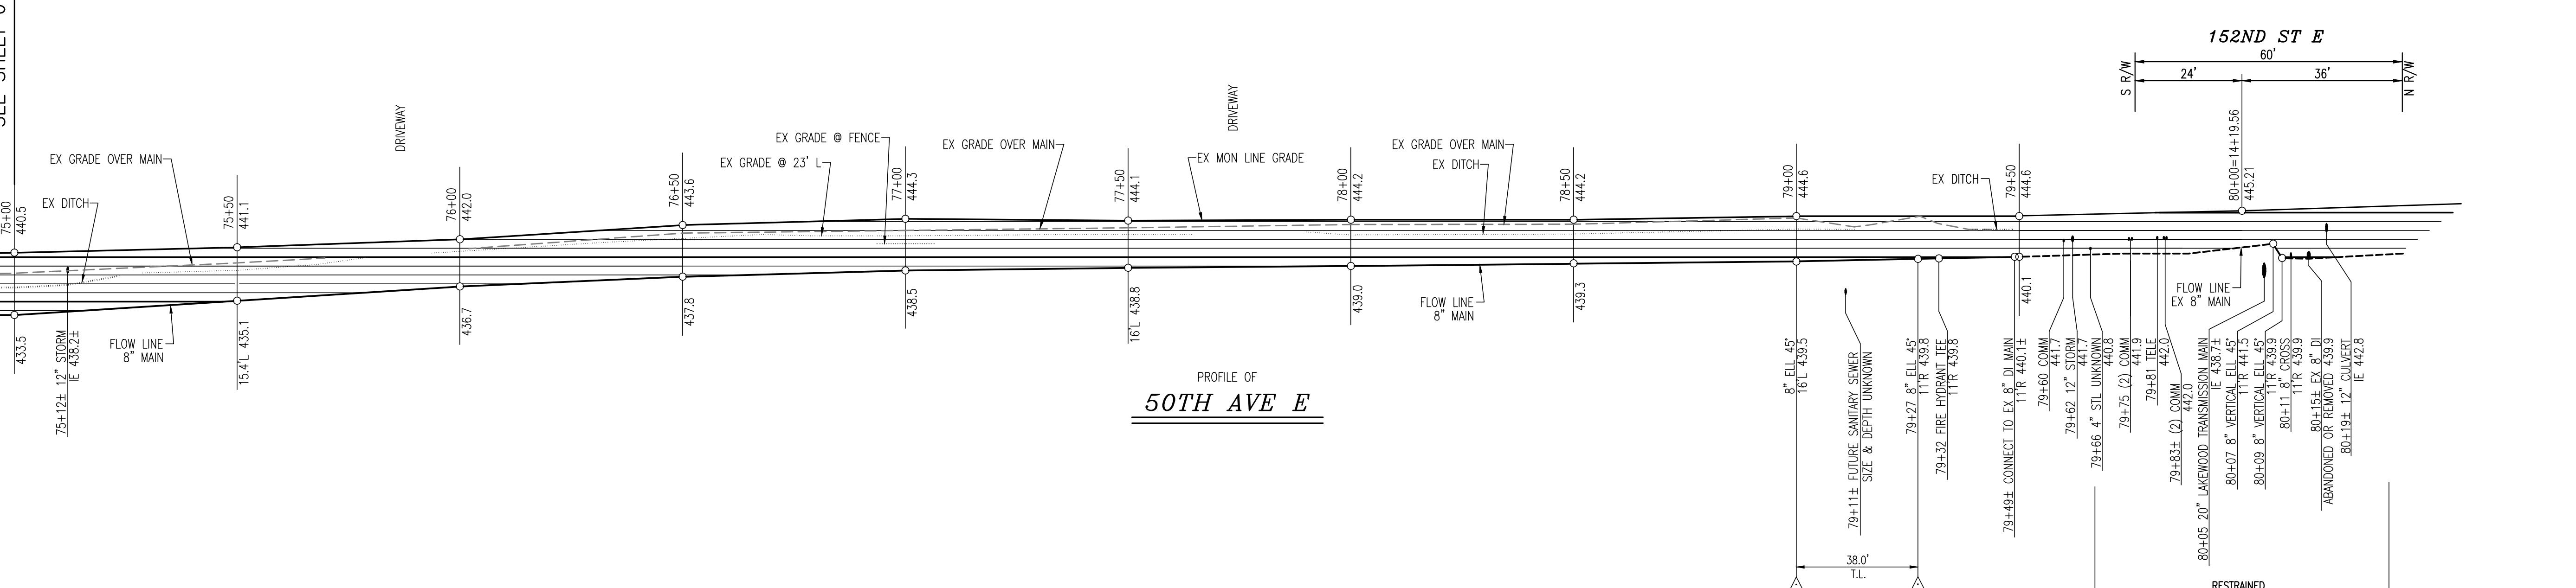 152ND ST E
60'
24'
36'
S R/W
N R/W
80+00=14+19.56
445.21
DRIVEWAY
DRIVEWAY
EX GRADE OVER MAIN
EX DITCH
EX GRADE @ FENCE
EX GRADE @ 23' L
EX GRADE OVER MAIN
EX MON LINE GRADE
EX GRADE OVER MAIN
EX DITCH
EX DITCH
75+00
440.5
75+50
441.1
76+00
442.0
76+50
443.6
77+00
444.3
77+50
444.1
78+00
444.2
78+50
444.2
79+00
444.6
79+50
444.6
433.5
75+12± 12" STORM
IE 438.2±
FLOW LINE
8" MAIN
15.4'L 435.1
436.7
437.8
438.5
16'L 438.8
439.0
FLOW LINE
8" MAIN
439.3
8" ELL 45°
16'L 439.5
79+11± FUTURE SANITARY SEWER
SIZE & DEPTH UNKNOWN
79+27 8" ELL 45°
11'R 439.8
79+32 FIRE HYDRANT TEE
11'R 439.8
79+49± CONNECT TO EX 8" DI MAIN
11'R 440.1±
440.1
79+60 COMM
441.7
79+62 12" STORM
441.7
79+66 4" STL UNKNOWN
440.8
79+75 (2) COMM
441.9
79+81 TELE
442.0
79+83± (2) COMM
442.0
FLOW LINE
EX 8" MAIN
80+05 20" LAKEWOOD TRANSMISSION MAIN
IE 438.7±
80+07 8" VERTICAL ELL 45°
11'R 441.5
80+09 8" VERTICAL ELL 45°
11'R 439.9
80+11 8" CROSS
11'R 439.9
80+15± EX 8" DI
ABANDONED OR REMOVED 439.9
80+19± 12" CULVERT
IE 442.8
PROFILE OF
50TH AVE E
38.0'
T.L.
RESTRAINED